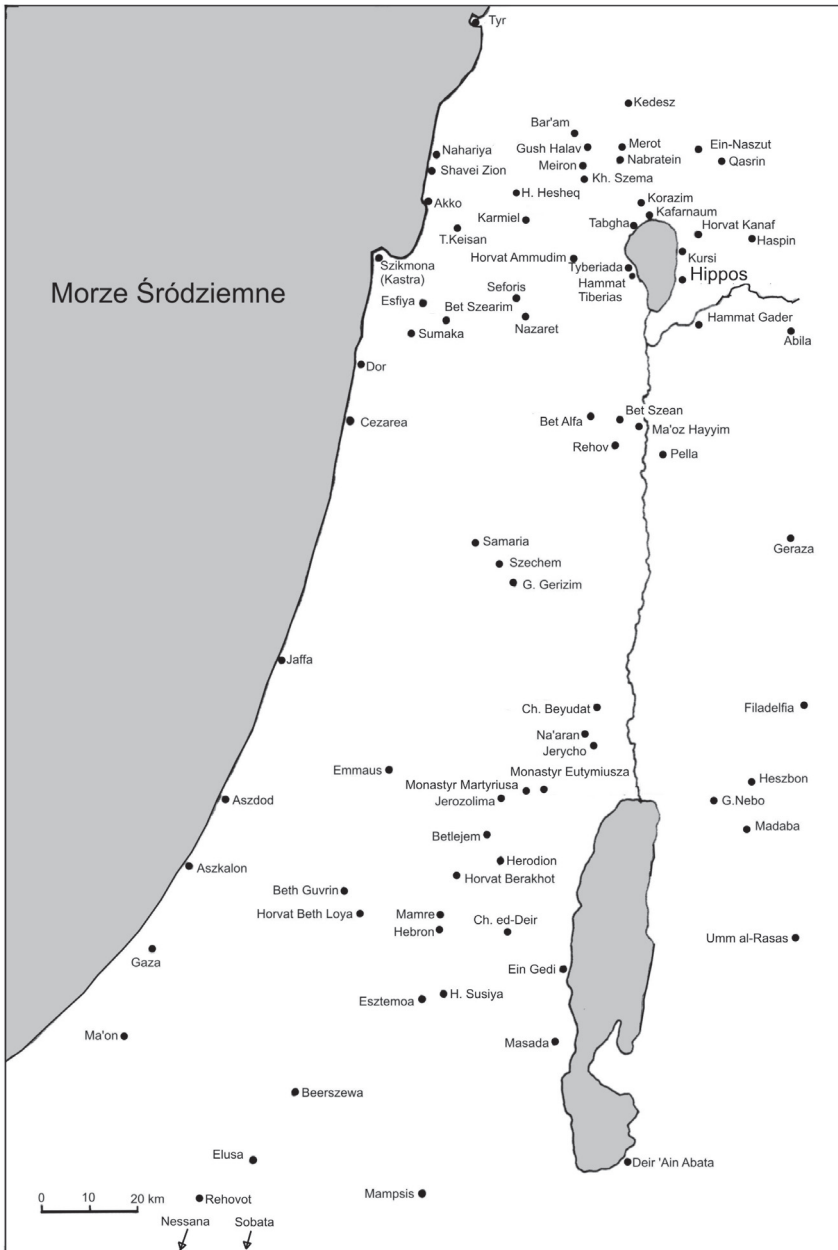 Tyr
Kedesz
Bar'am
Gush Halav
Merot
Ein-Naszut
Nahariya
Meiron
Nabratein
Qasrin
Shavei Zion
Kh. Szema
H. Hesheq
Akko
Korazim
Kafarnaum
Karmiel
Tabgha
Horvat Kanaf
T.Keisan
Haspin
Szikmona
(Kastra)
Horvat Ammudim
Kursi
Tyberiada
Hippos
Hammat
Tiberias
Morze Śródziemne
Seforis
Esfiya
Bet Szearim
Nazaret
Sumaka
Hammat Gader
Abila
Dor
Cezarea
Bet Alfa
Bet Szean
Ma'oz Hayyim
Rehov
Pella
Samaria
Geraza
Szechem
G. Gerizim
Jaffa
Ch. Beyudat
Filadelfia
Na'aran
Jerycho
Emmaus
Monastyr Eutymiusza
Monastyr Martyriusa
Heszbon
Jerozolima
Aszdod
G.Nebo
Madaba
Betlejem
Herodion
Aszkalon
Horvat Berakhot
Beth Guvrin
Horvat Beth Loya
Mamre
Ch. ed-Deir
Hebron
Umm al-Rasas
Gaza
Ein Gedi
H. Susiya
Esztemoa
Ma'on
Masada
Beerszewa
Elusa
Deir 'Ain Abata
0 10 20 km
Rehovot
Mampsis
Nessana
Sobata